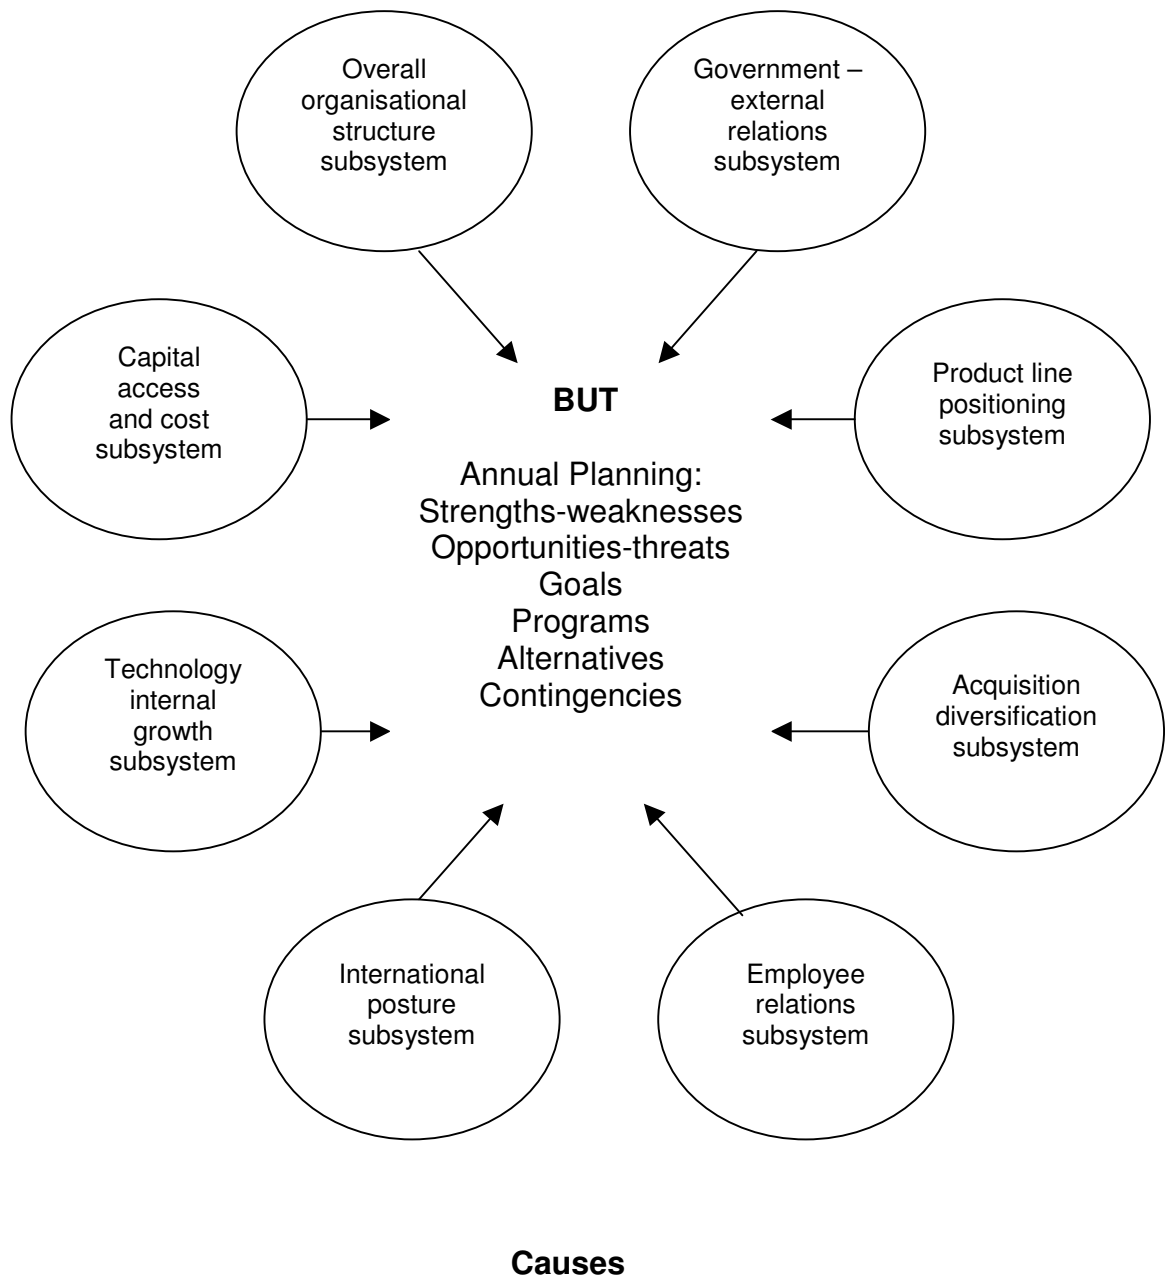 Overall
organisational
structure
subsystem
Government –
external
relations
subsystem
Capital
access
and cost
subsystem
BUT
Product line
positioning
subsystem
Annual Planning:
Strengths-weaknesses
Opportunities-threats
Goals
Programs
Alternatives
Contingencies
Technology
internal
growth
subsystem
Acquisition
diversification
subsystem
International
posture
subsystem
Employee
relations
subsystem
Causes